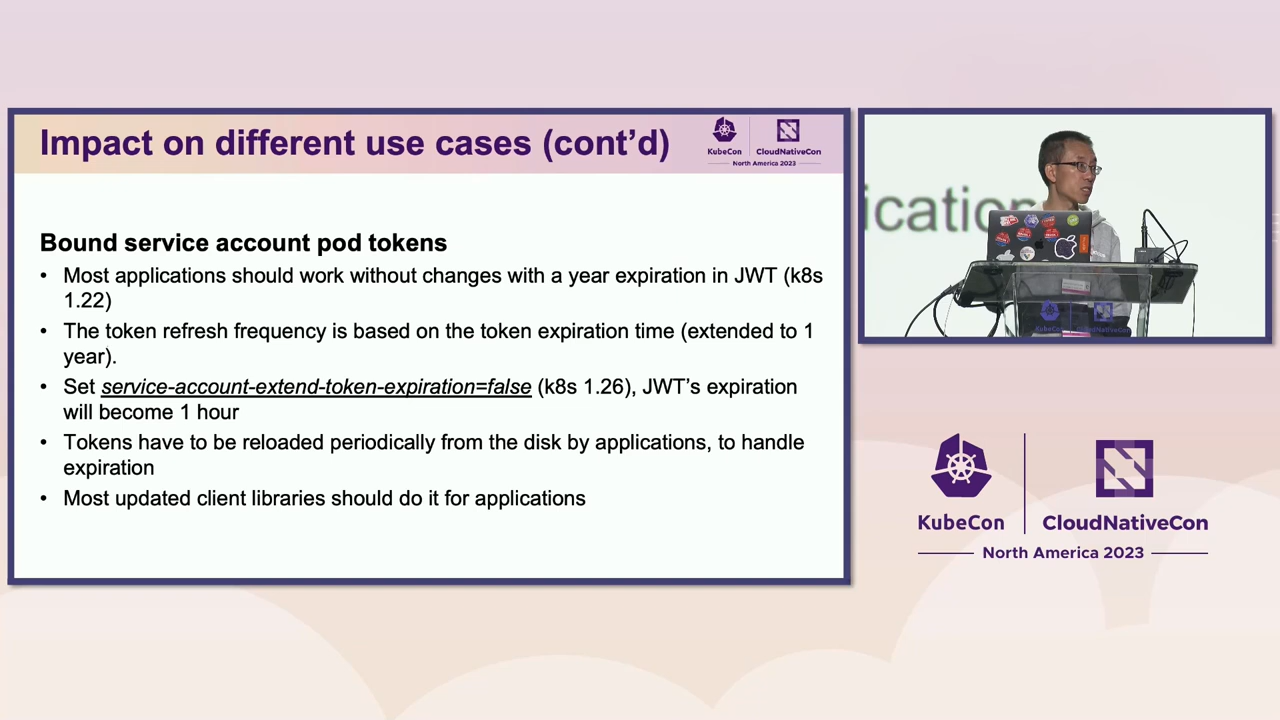 Impact on different use cases (cont’d)
KubeCon
CloudNativeCon
North America 2023
Bound service account pod tokens
• Most applications should work without changes with a year expiration in JWT (k8s
1.22)
• The token refresh frequency is based on the token expiration time (extended to 1
year).
• Set service-account-extend-token-expiration=false (k8s 1.26), JWT’s expiration
will become 1 hour
• Tokens have to be reloaded periodically from the disk by applications, to handle
expiration
• Most updated client libraries should do it for applications
ication
KubeCon
CloudNativeCon
North America 2023